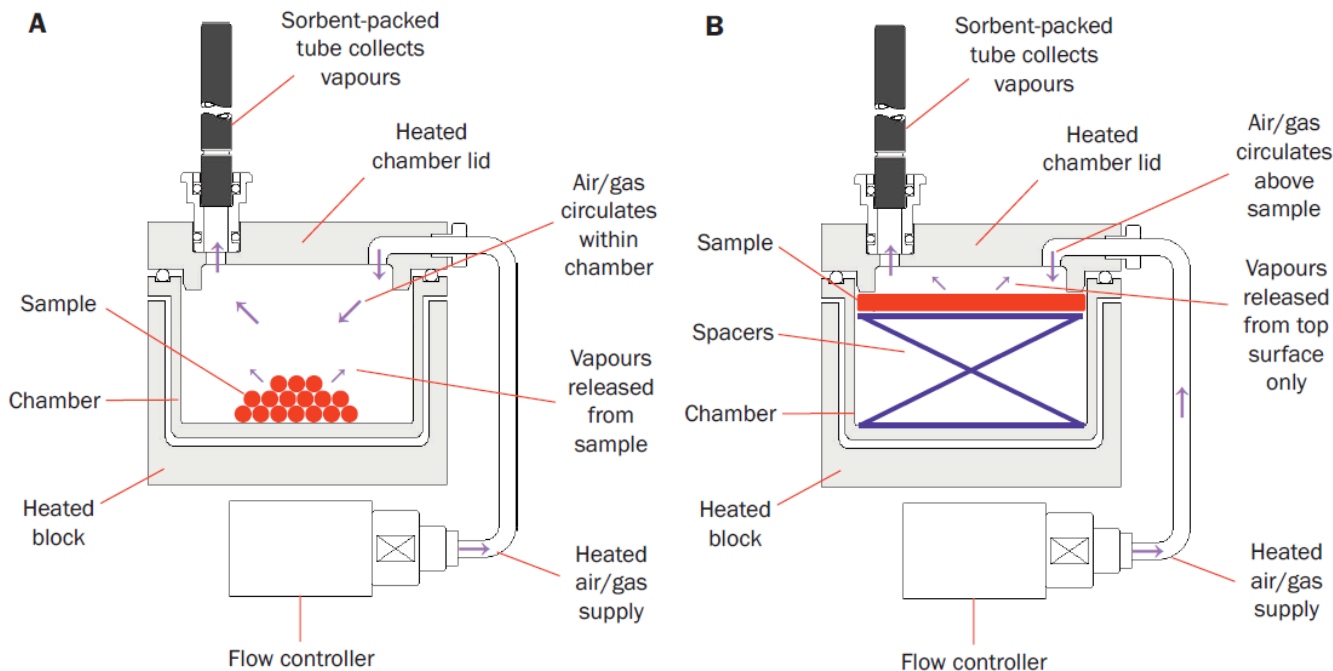 A
Sorbent-packed
tube collects
vapours
Heated
chamber lid
Air/gas
circulates
within
chamber
Sample
Chamber
Vapours
released
from
sample
Heated
block
Heated
air/gas
supply
Flow controller
B
Sorbent-packed
tube collects
vapours
Heated
chamber lid
Air/gas
circulates
above
sample
Sample
Vapours
released
from top
surface
only
Spacers
Chamber
Heated
block
Heated
air/gas
supply
Flow controller